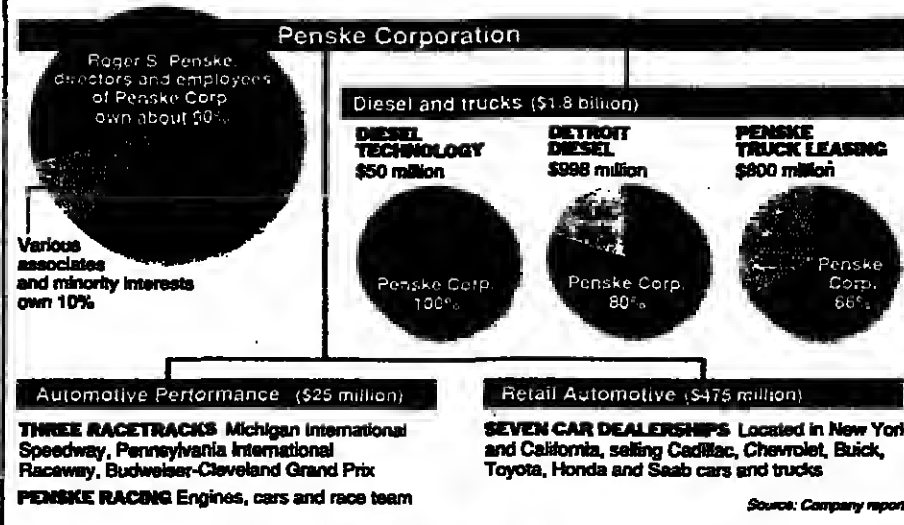 Penske Corporation
Roger S. Penske,
directors and employees
of Penske Corp.
own about 90%
Various
associates
and minority interests
own 10%
Diesel and trucks ($1.8 billion)
DIESEL
TECHNOLOGY
$50 million
Penske Corp.
100%
DETROIT
DIESEL
$998 million
Penske Corp.
80%
PENSKE
TRUCK LEASING
$800 million
Penske
Corp.
66%
Automotive Performance ($25 million)
THREE RACETRACKS Michigan International
Speedway, Pennsylvania International
Raceway, Budweiser-Cleveland Grand Prix
PENSKE RACING Engines, cars and race team
Retail Automotive ($475 million)
SEVEN CAR DEALERSHIPS Located in New York
and California, selling Cadillac, Chevrolet, Buick,
Toyota, Honda and Saab cars and trucks
Source: Company report